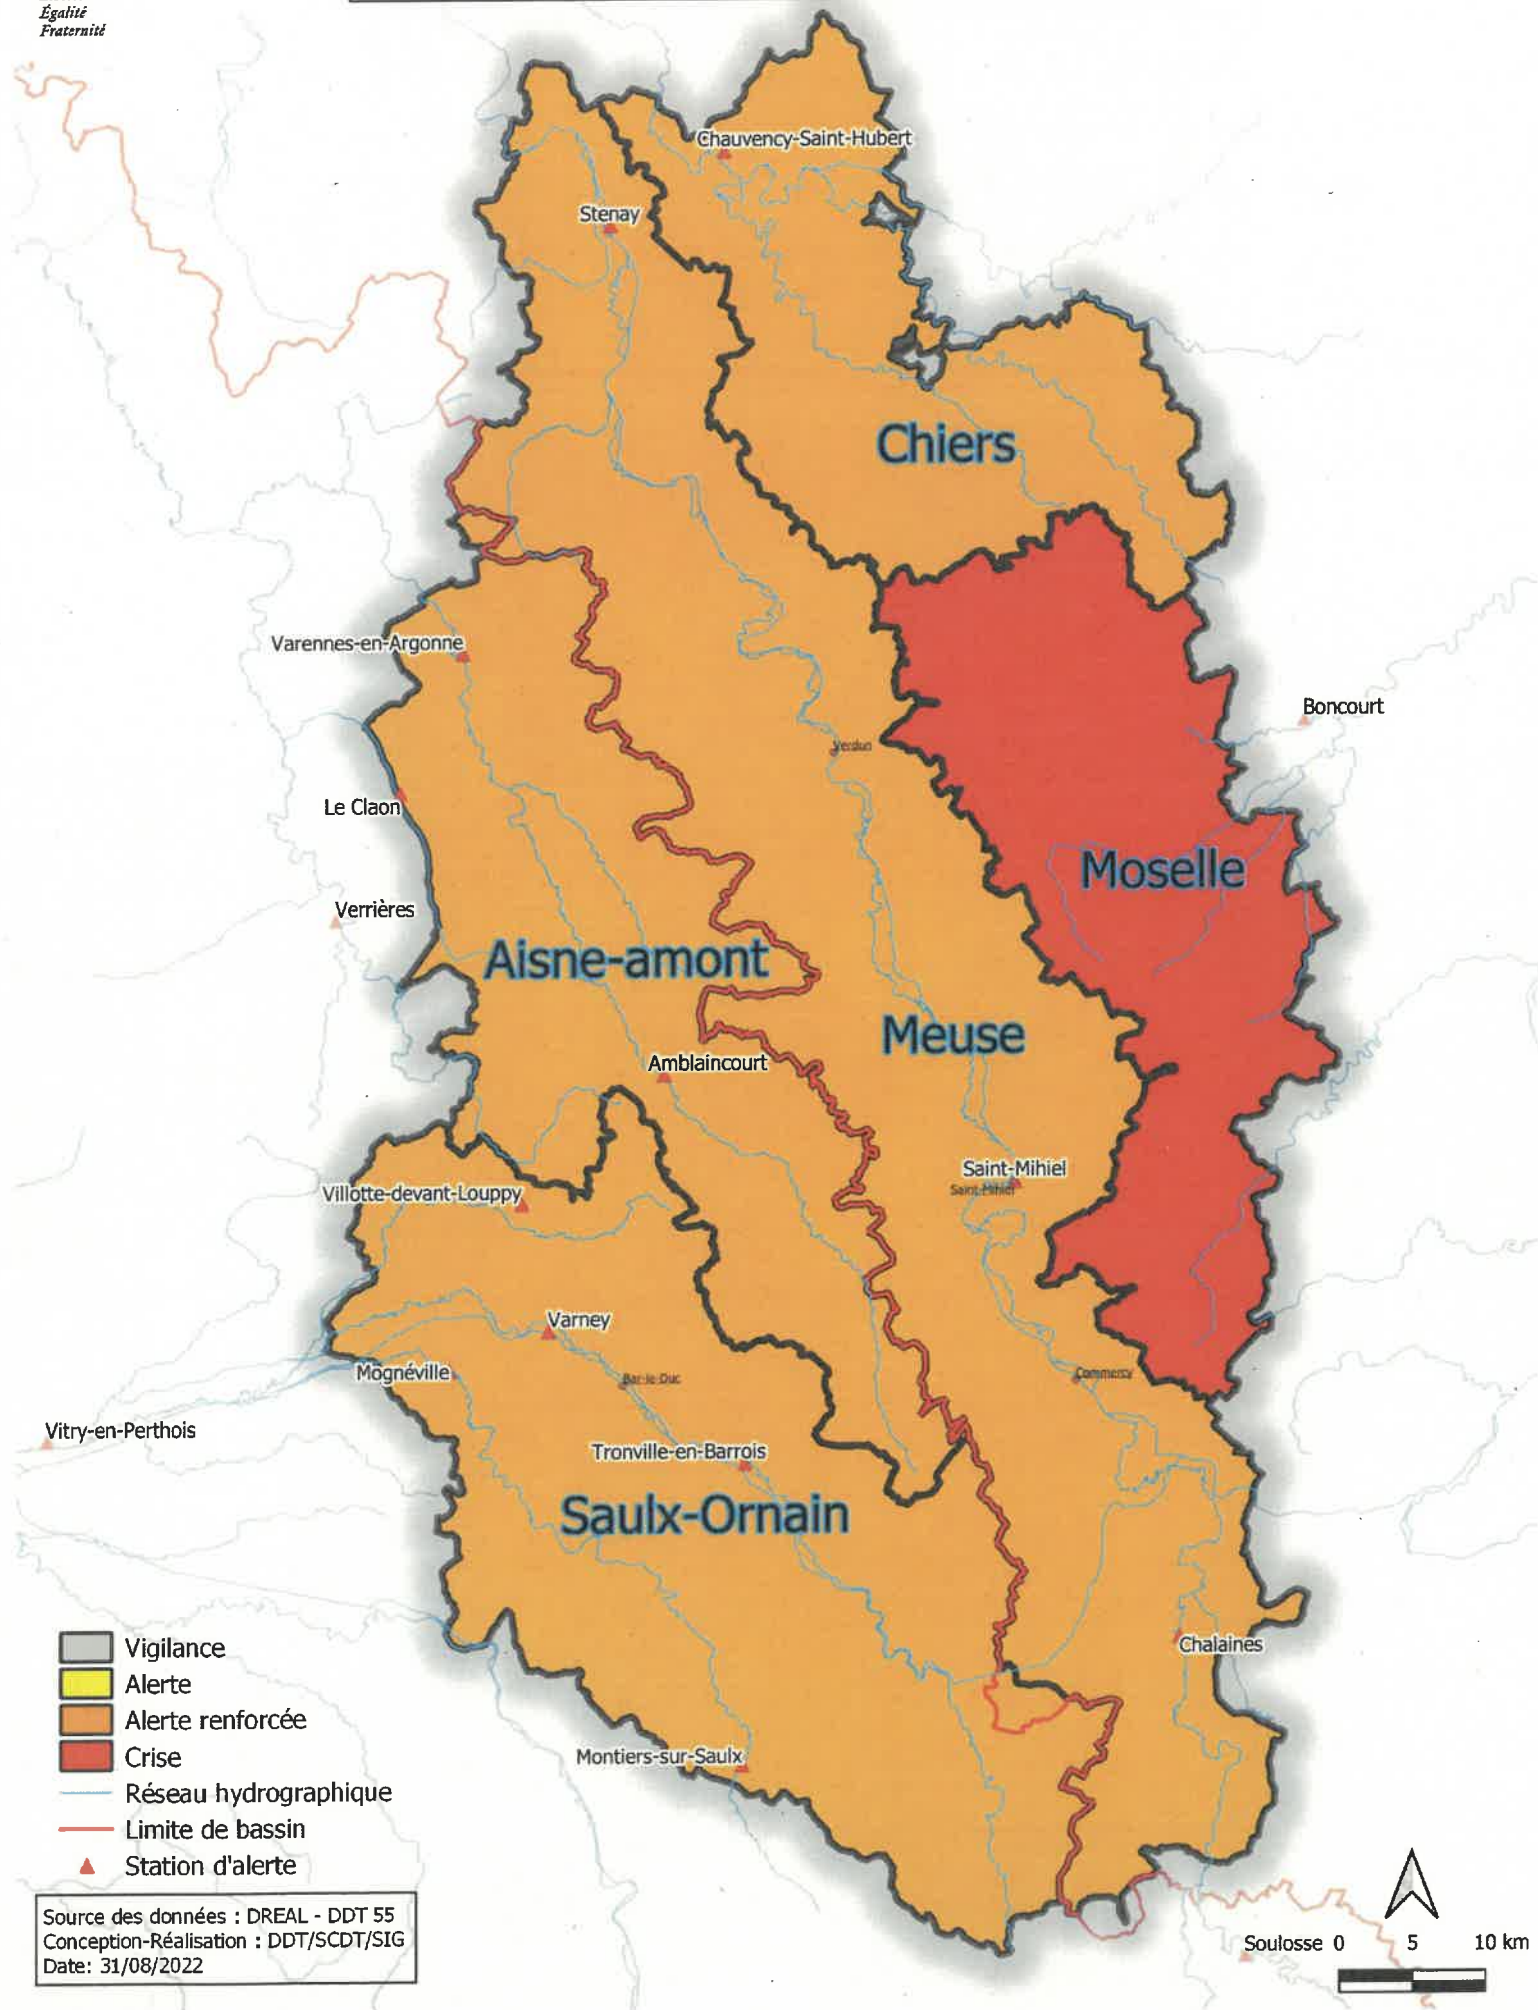 Égalité
Fraternité
Chauvency-Saint-Hubert
Stenay
Chiers
Varennes-en-Argonne
Boncourt
Verdun
Le Claon
Moselle
Verrières
Aisne-amont
Meuse
Amblaincourt
Saint-Mihiel
Saint-Mihiel
Villotte-devant-Louppy
Varney
Mognéville
Bar-le-Duc
Commercy
Vitry-en-Perthois
Tronville-en-Barrois
Saulx-Ornain
Chalaines
Montiers-sur-Saulx
Vigilance
Alerte
Alerte renforcée
Crise
Réseau hydrographique
Limite de bassin
Station d'alerte
Source des données : DREAL - DDT 55
Conception-Réalisation : DDT/SCDT/SIG
Date: 31/08/2022
Soulosse 0 5 10 km